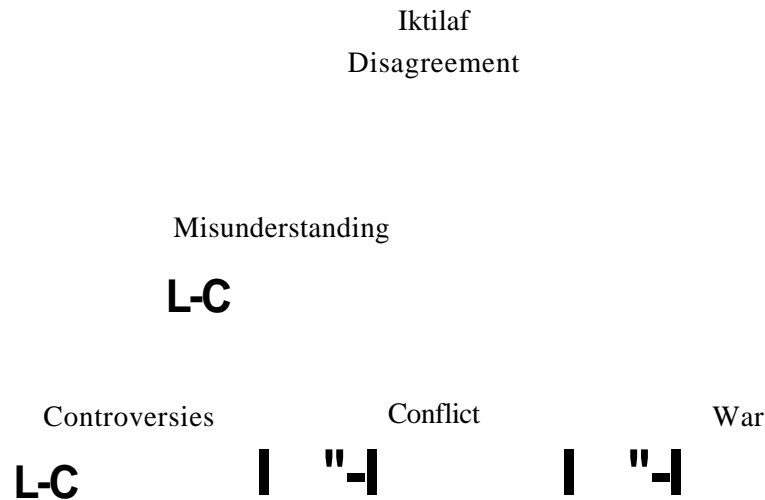 Iktilaf
Disagreement
Misunderstanding
L-C
Controversies Conflict War
L-C I "-I I "-I